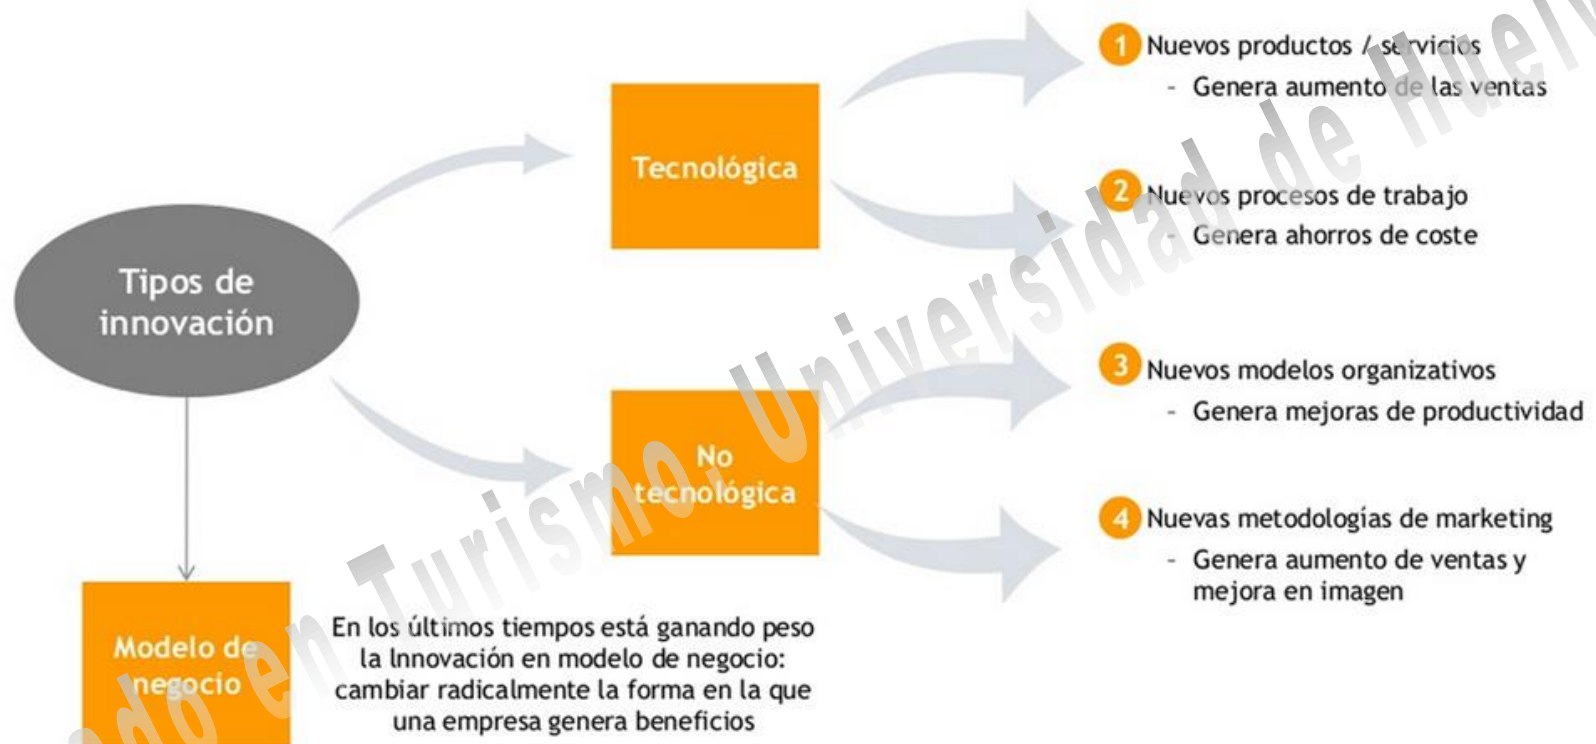 Tipos de
innovación
Tecnológica
1 Nuevos productos / servicios
- Genera aumento de las ventas
2 Nuevos procesos de trabajo
- Genera ahorros de coste
No
tecnológica
3 Nuevos modelos organizativos
- Genera mejoras de productividad
4 Nuevas metodologías de marketing
- Genera aumento de ventas y
mejora en imagen
Modelo de
negocio
En los últimos tiempos está ganando peso
la Innovación en modelo de negocio:
cambiar radicalmente la forma en la que
una empresa genera beneficios
en Turismo. Universidad de